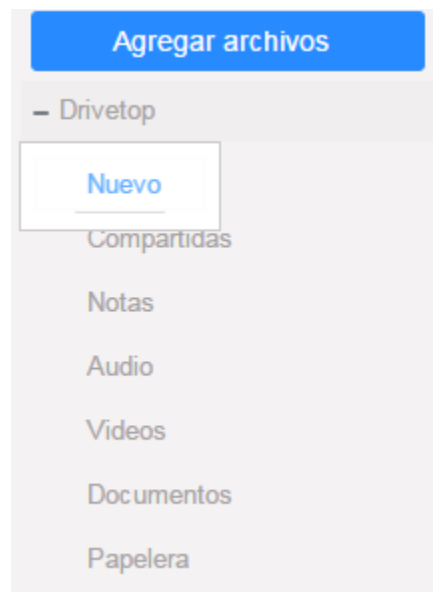 Agregar archivos
– Drivetop
Nuevo
Compartidas
Notas
Audio
Videos
Documentos
Papelera